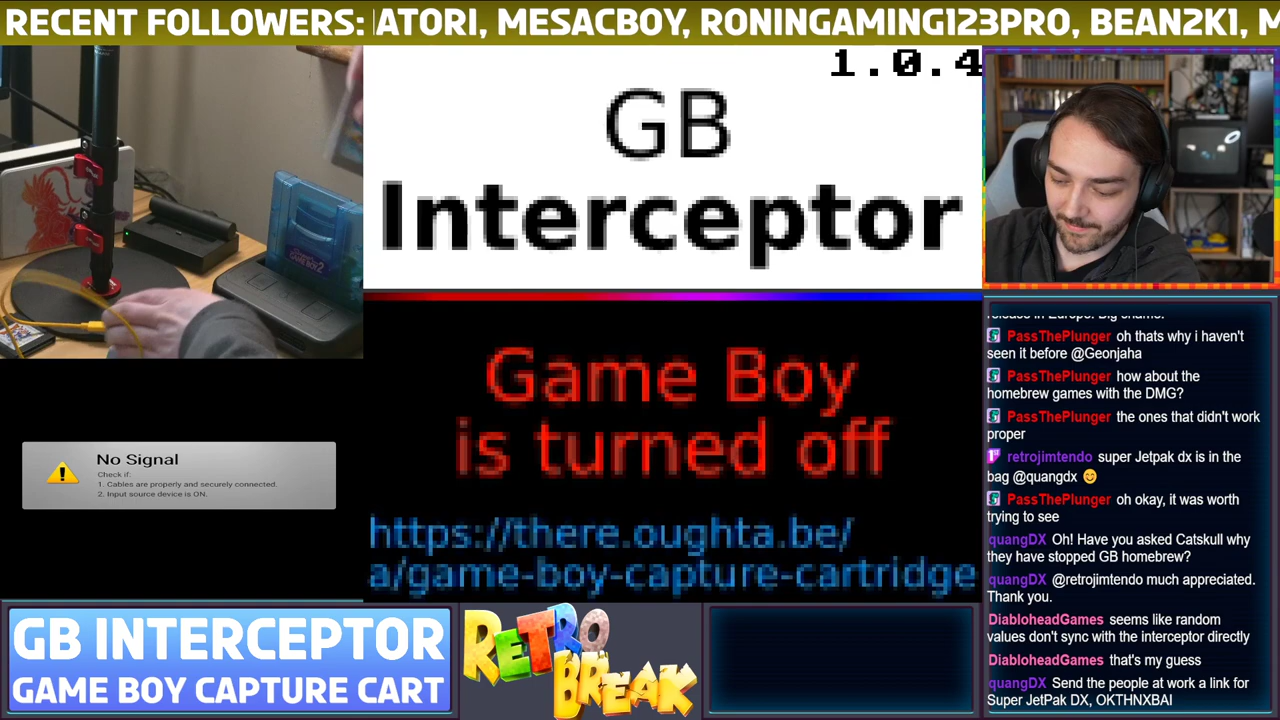 RECENT FOLLOWERS: ATORI, MESACBOY, RONINGAMING123PRO, BEAN2K1, M
1.0.4
GB
Interceptor
Game Boy
is turned off
https://there.oughta.be/
a/game-boy-capture-cartridge
No Signal
Check if:
1. Cables are properly and securely connected.
2. Input source device is ON.
GB INTERCEPTOR
GAME BOY CAPTURE CART
RETRO
BREAK
release in Europe. Big shame.
PassThePlunger oh thats why i haven't
seen it before @Geonjaha
PassThePlunger how about the
homebrew games with the DMG?
PassThePlunger the ones that didn't work
proper
retrojimtendo super Jetpak dx is in the
bag @quangdx 😊
PassThePlunger oh okay, it was worth
trying to see
quangDX Oh! Have you asked Catskull why
they have stopped GB homebrew?
quangDX @retrojimtendo much appreciated.
Thank you.
DiabloheadGames seems like random
values don't sync with the interceptor directly
DiabloheadGames that's my guess
quangDX Send the people at work a link for
Super JetPak DX, OKTHNXBAI